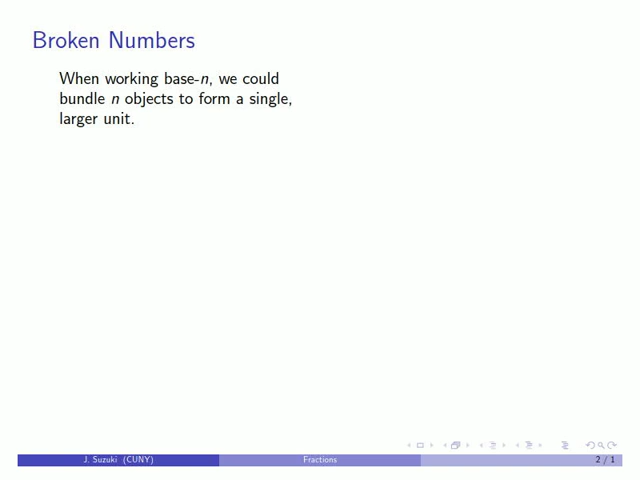 Broken Numbers
When working base-n, we could
bundle n objects to form a single,
larger unit.
J. Suzuki (CUNY)
Fractions
2 / 1